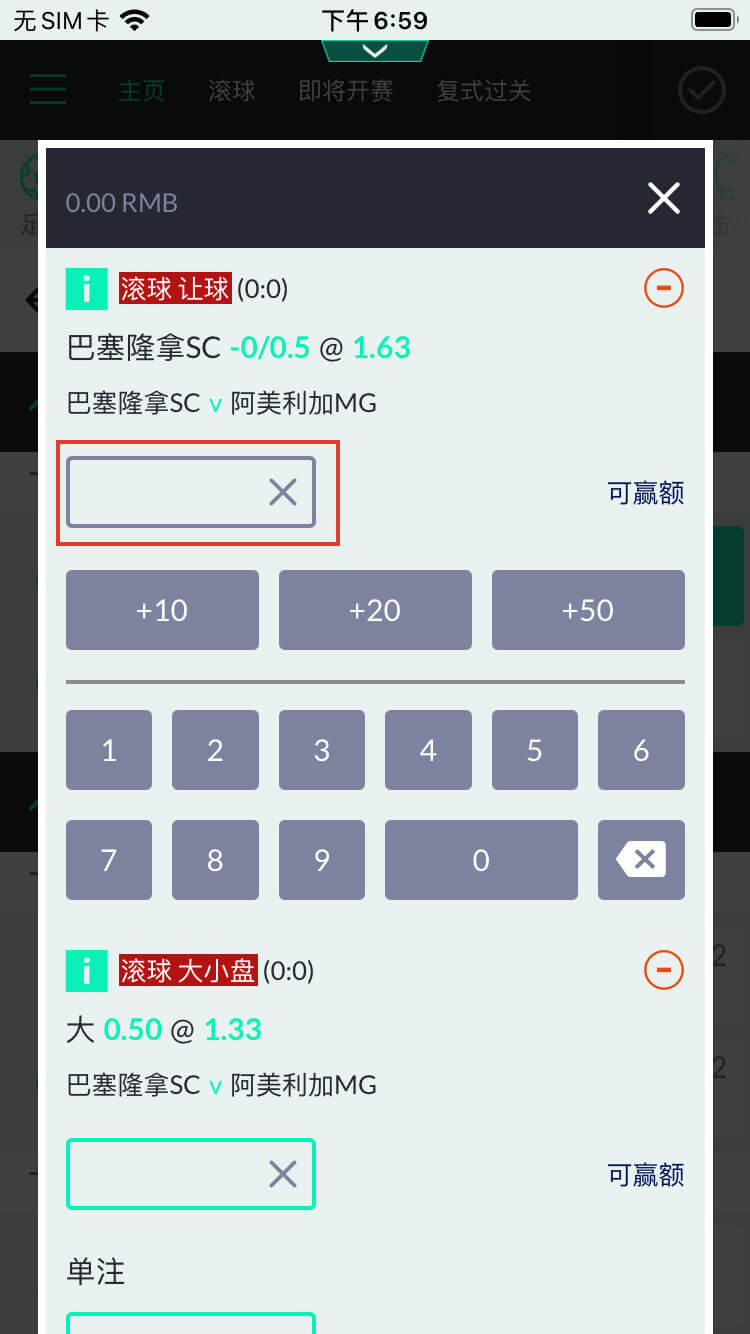 无SIM卡
下午6:59
主页 滚球 即将开赛 复式过关
0.00 RMB
i 滚球 让球 (0:0)
巴塞隆拿SC -0/0.5 @ 1.63
巴塞隆拿SC v 阿美利加MG
可赢额
+10 +20 +50
1 2 3 4 5 6
7 8 9 0
i 滚球 大小盘 (0:0)
2
大 0.50 @ 1.33
2
巴塞隆拿SC v 阿美利加MG
可赢额
单注